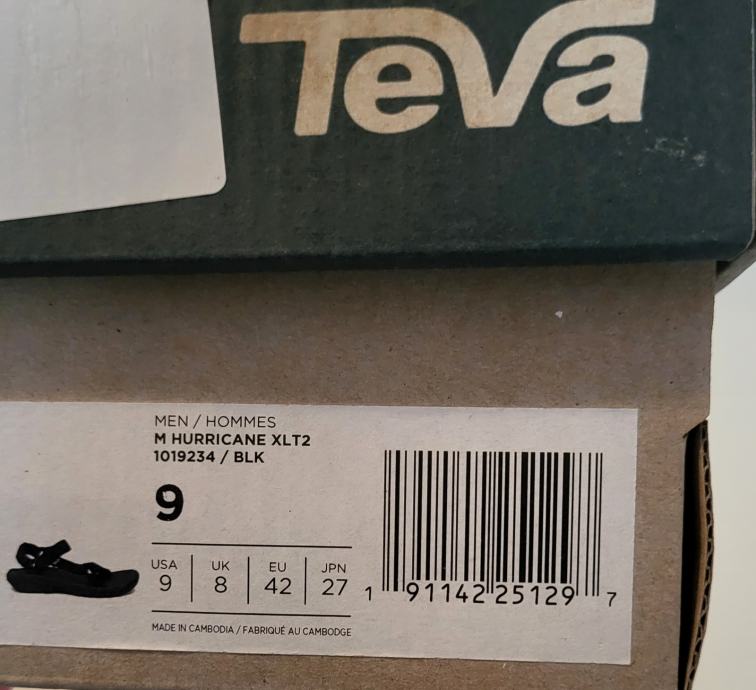 Teva
MEN / HOMMES
M HURRICANE XLT2
1019234 / BLK
9
USA UK EU JPN
9 8 42 27
MADE IN CAMBODIA / FABRIQUÉ AU CAMBODGE
1 91142 25129 7